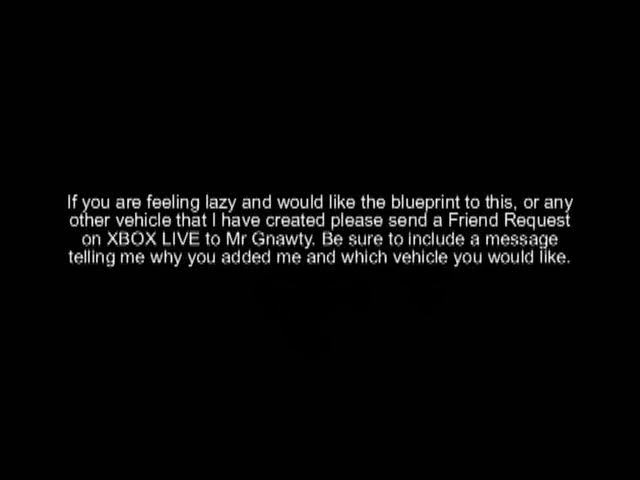 If you are feeling lazy and would like the blueprint to this, or any
other vehicle that I have created please send a Friend Request
on XBOX LIVE to Mr Gnawty. Be sure to include a message
telling me why you added me and which vehicle you would like.